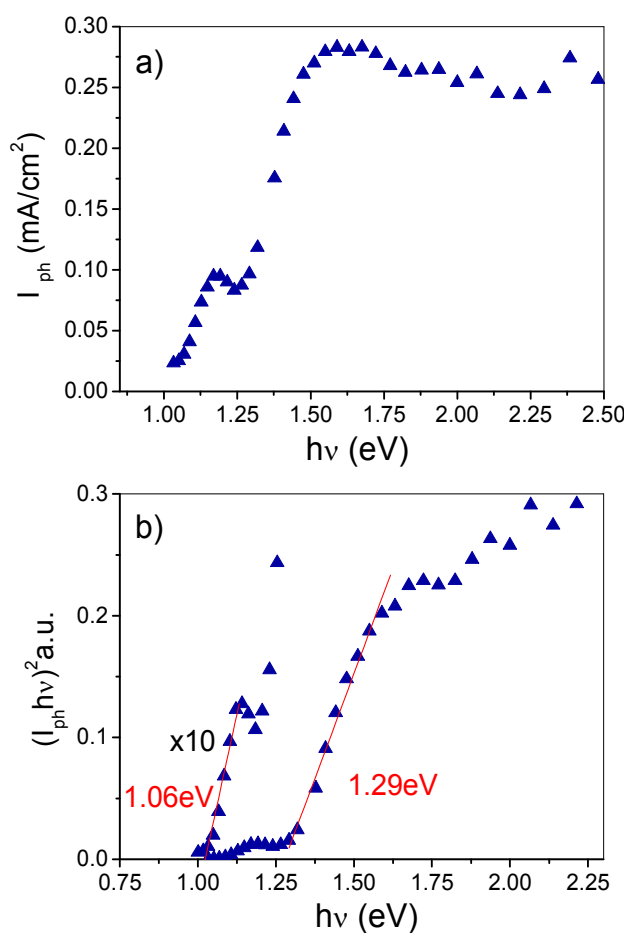 a)
0.30
0.25
0.20
0.15
0.10
0.05
0.00
I ph (mA/cm²)
1.00 1.25 1.50 1.75 2.00 2.25 2.50
hν (eV)
b)
0.3
0.2
0.1
0.0
(I ph hν)² a.u.
x10
1.06eV
1.29eV
0.75 1.00 1.25 1.50 1.75 2.00 2.25
hν (eV)